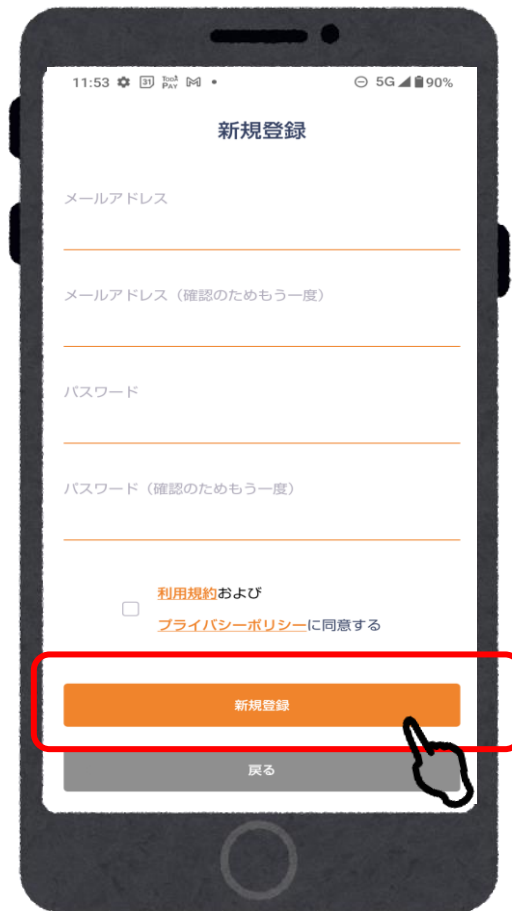 11:53 31 TooA PAY 5G 90%
新規登録
メールアドレス
メールアドレス（確認のためもう一度）
パスワード
パスワード（確認のためもう一度）
利用規約および
プライバシーポリシーに同意する
新規登録
戻る